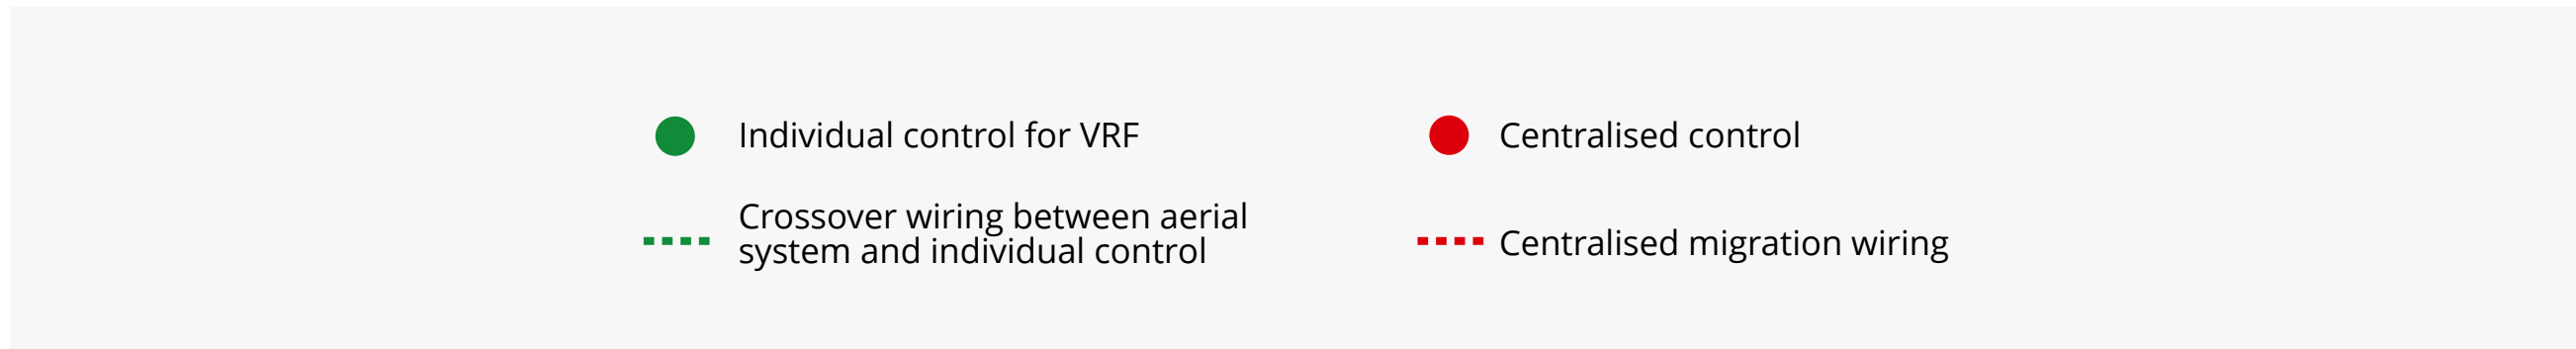 Individual control for VRF
Crossover wiring between aerial
system and individual control
Centralised control
Centralised migration wiring